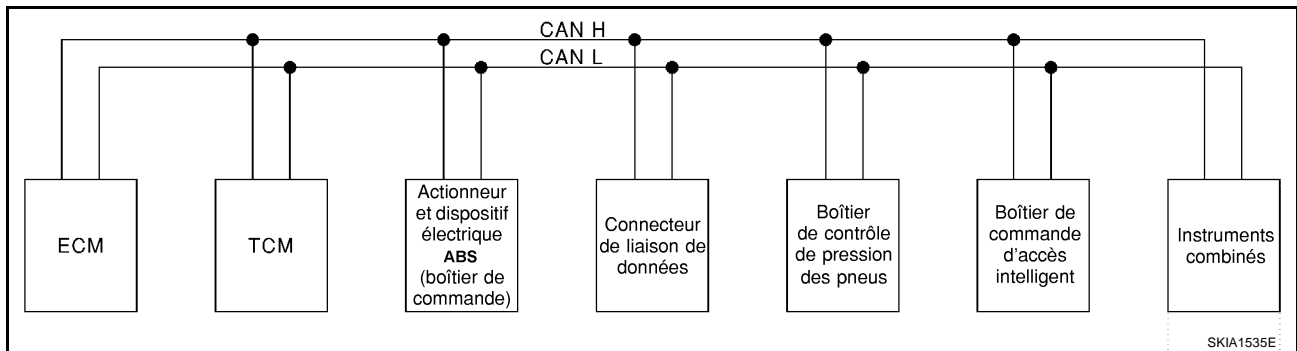 CAN H
CAN L
ECM
TCM
Actionneur
et dispositif
électrique
ABS
(boîtier de
commande)
Connecteur
de liaison de
données
Boîtier
de contrôle
de pression
des pneus
Boîtier de
commande
d'accès
intelligent
Instruments
combinés
SKIA1535E